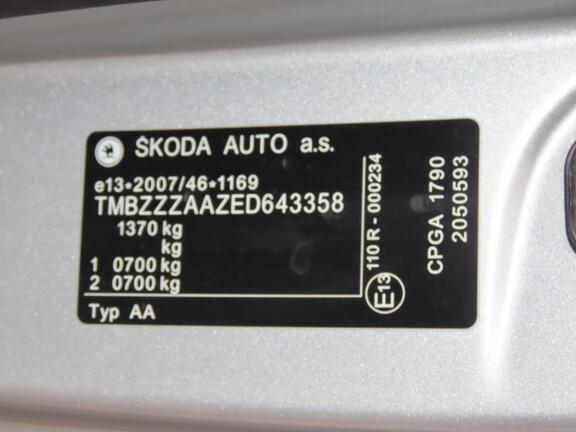 ŠKODA AUTO a.s.
e13*2007/46*1169
TMBZZZAAZED643358
1370 kg
kg
1 0700 kg
2 0700 kg
Typ AA
110 R - 000234
E13
CPGA 1790
2050593